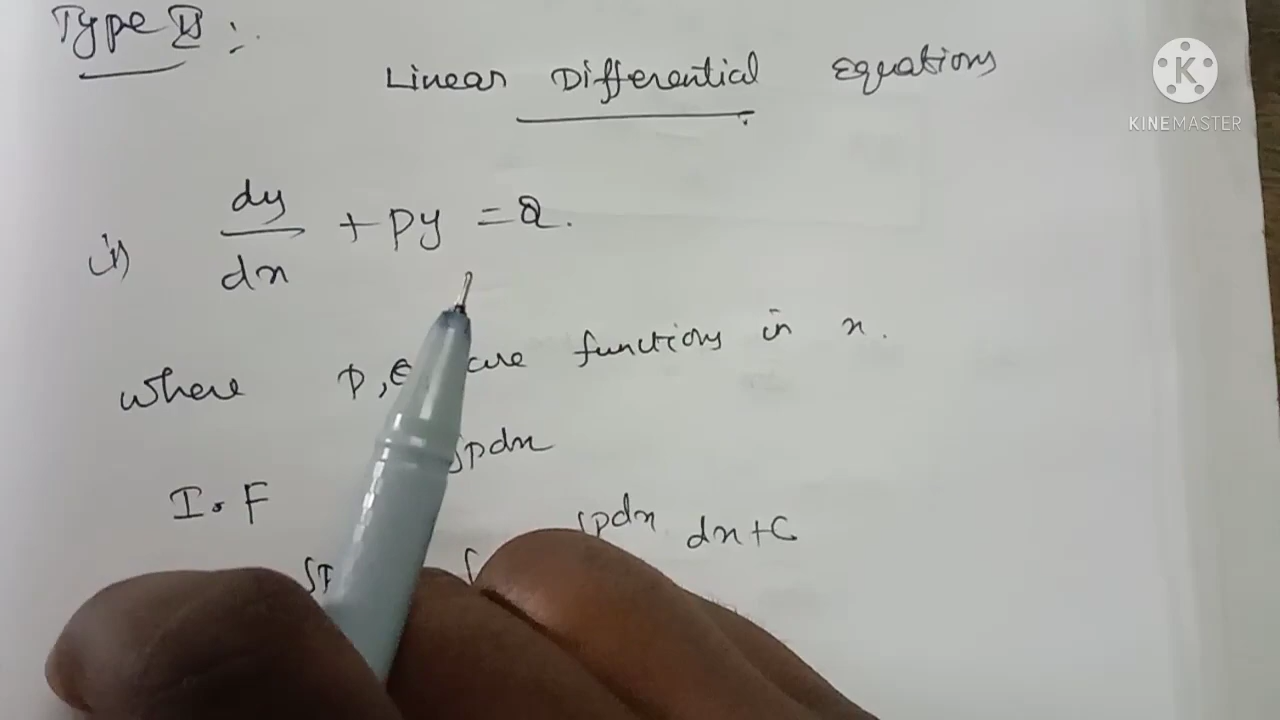 Type II :.
Linear Differential Equations
K
KINEMASTER
i) dy/dx + Py = Q.
where P, are functions in x.
I.F ∫pdx
∫pdx dx+C